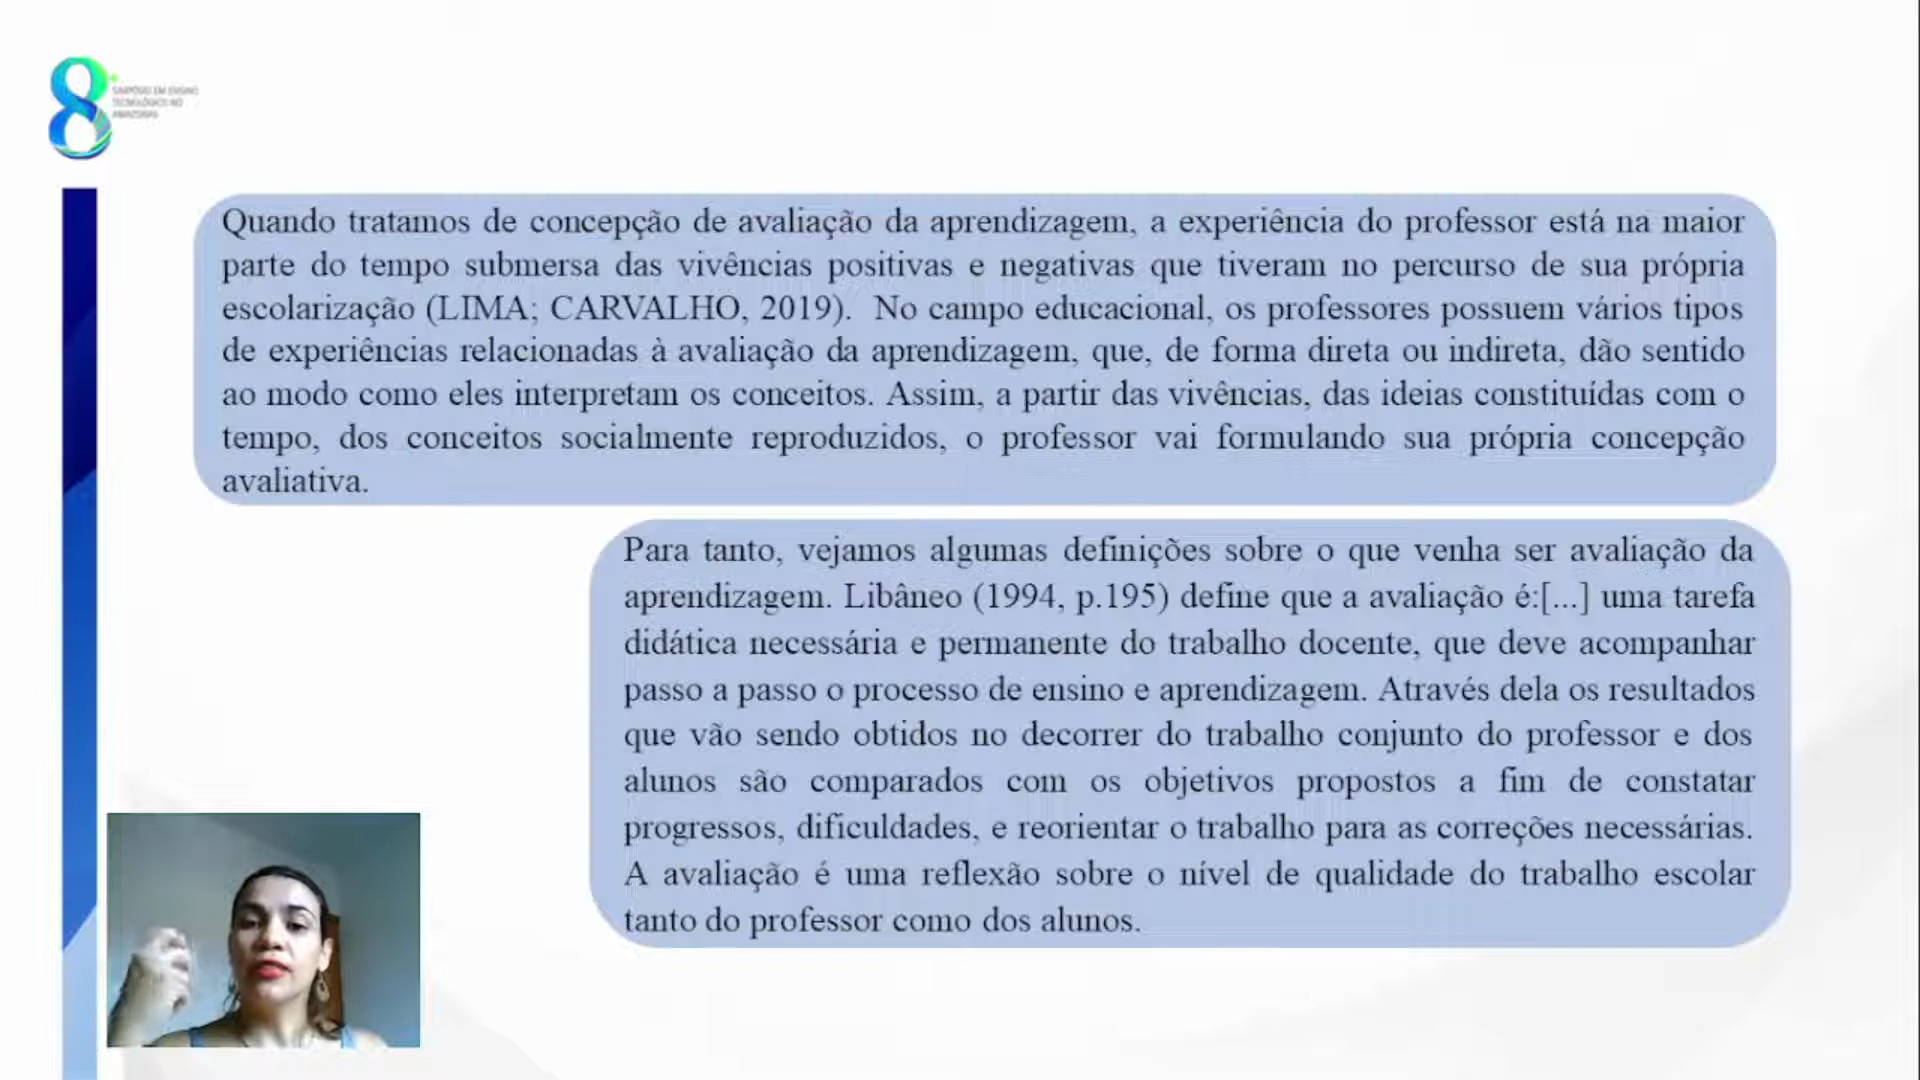 8º
SIMPÓSIO EM ENSINO
TECNOLÓGICO NO
AMAZONAS
Quando tratamos de concepção de avaliação da aprendizagem, a experiência do professor está na maior
parte do tempo submersa das vivências positivas e negativas que tiveram no percurso de sua própria
escolarização (LIMA; CARVALHO, 2019). No campo educacional, os professores possuem vários tipos
de experiências relacionadas à avaliação da aprendizagem, que, de forma direta ou indireta, dão sentido
ao modo como eles interpretam os conceitos. Assim, a partir das vivências, das ideias constituídas com o
tempo, dos conceitos socialmente reproduzidos, o professor vai formulando sua própria concepção
avaliativa.
Para tanto, vejamos algumas definições sobre o que venha ser avaliação da
aprendizagem. Libâneo (1994, p.195) define que a avaliação é:[...] uma tarefa
didática necessária e permanente do trabalho docente, que deve acompanhar
passo a passo o processo de ensino e aprendizagem. Através dela os resultados
que vão sendo obtidos no decorrer do trabalho conjunto do professor e dos
alunos são comparados com os objetivos propostos a fim de constatar
progressos, dificuldades, e reorientar o trabalho para as correções necessárias.
A avaliação é uma reflexão sobre o nível de qualidade do trabalho escolar
tanto do professor como dos alunos.